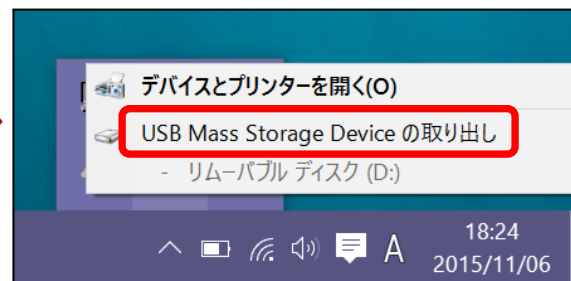 デバイスとプリンターを開く(O)
USB Mass Storage Device の取り出し
- リムーバブル ディスク (D:)
A
18:24
2015/11/06